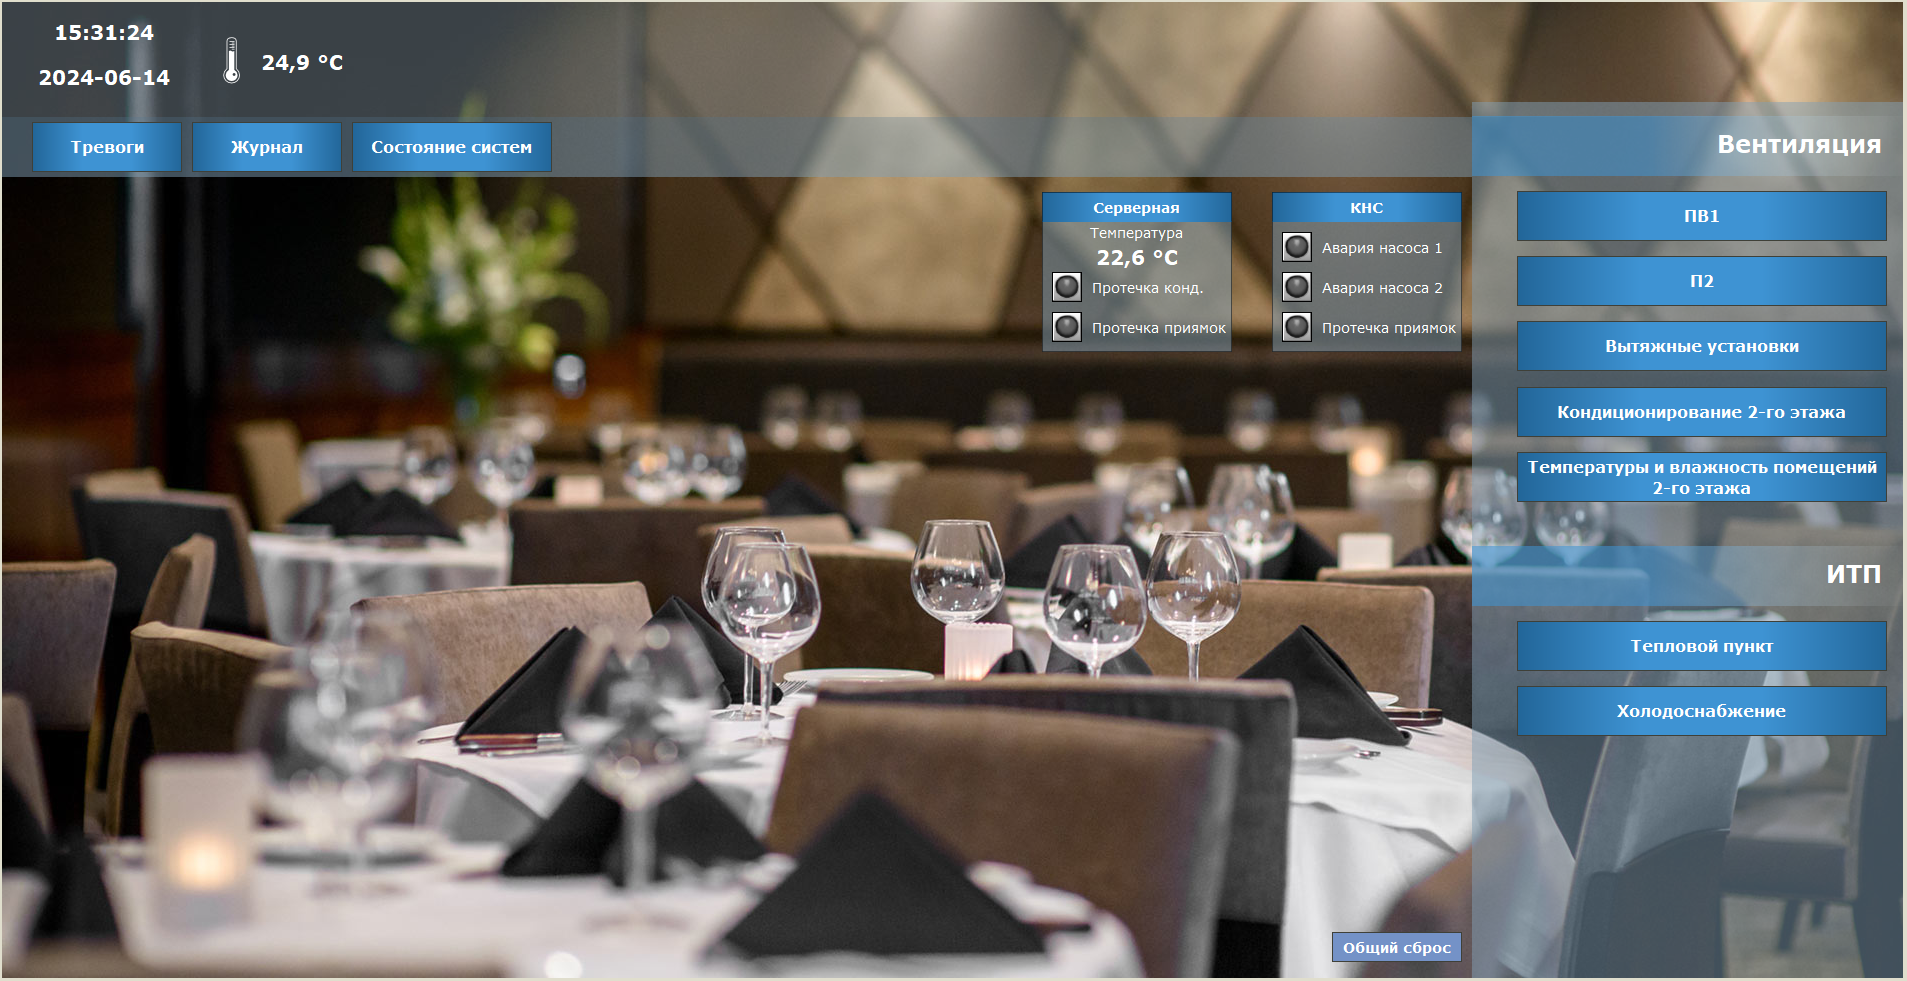 15:31:24
2024-06-14
24,9 °C
Тревоги
Журнал
Состояние систем
Серверная
Температура
22,6 °C
Протечка конд.
Протечка приямок
КНС
Авария насоса 1
Авария насоса 2
Протечка приямок
Вентиляция
ПВ1
П2
Вытяжные установки
Кондиционирование 2-го этажа
Температуры и влажность помещений
2-го этажа
ИТП
Тепловой пункт
Холодоснабжение
Общий сброс